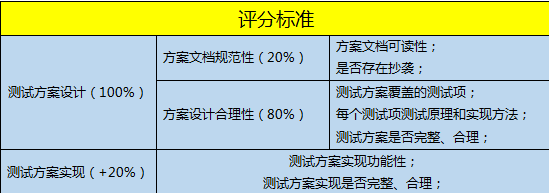 评分标准
测试方案设计（100%）
方案文档规范性（20%）
方案文档可读性；
是否存在抄袭；
方案设计合理性（80%）
测试方案覆盖的测试项；
每个测试项测试原理和实现方法；
测试方案是否完整、合理；
测试方案实现（+20%）
测试方案实现功能性；
测试方案实现是否完整、合理；